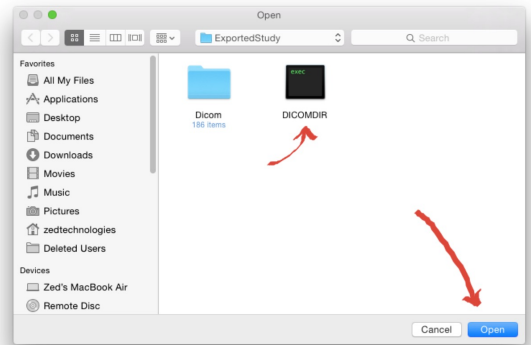 Open
ExportedStudy
Search
Favorites
All My Files
Applications
Desktop
Documents
Downloads
Movies
Music
Pictures
zedtechnologies
Deleted Users
Devices
Zed's MacBook Air
Remote Disc
exec
Dicom
186 items
DICOMDIR
Cancel
Open